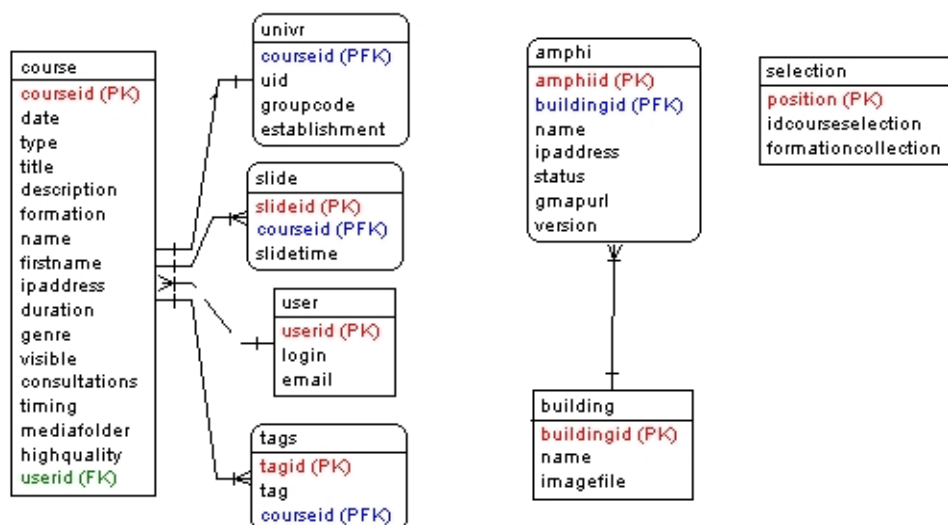 course
courseid (PK)
date
type
title
description
formation
name
firstname
ipaddress
duration
genre
visible
consultations
timing
mediafolder
highquality
userid (FK)
univr
courseid (PFK)
uid
groupcode
establishment
slide
slideid (PK)
courseid (PFK)
slidetime
user
userid (PK)
login
email
tags
tagid (PK)
tag
courseid (PFK)
amphi
amphiid (PK)
buildingid (PFK)
name
ipaddress
status
gmapurl
version
building
buildingid (PK)
name
imagefile
selection
position (PK)
idcourseselection
formationcollection